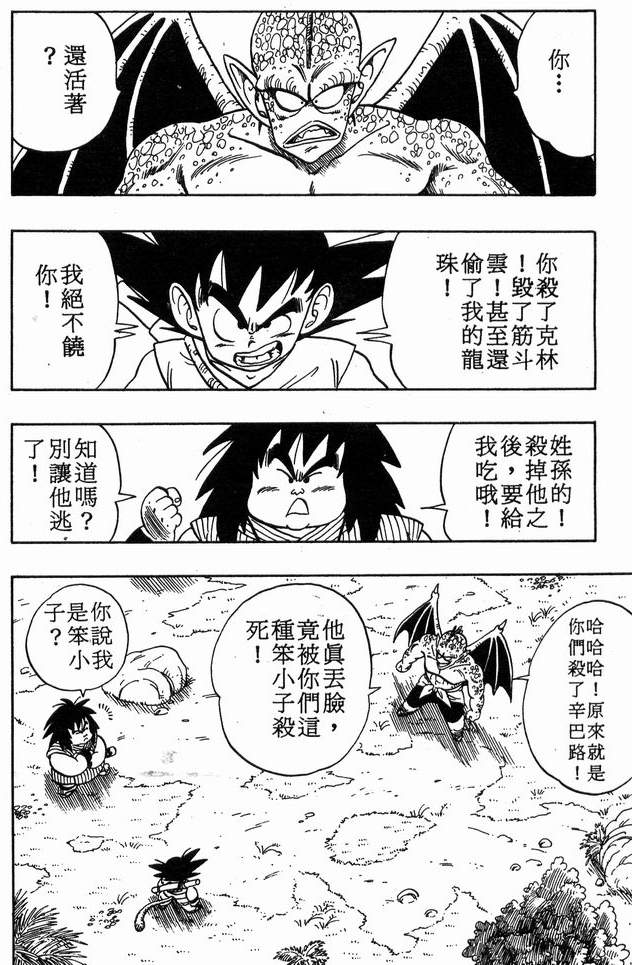 你…
還活著
？
你殺了克林
！毀了筋斗
雲！甚至還
偷了我的龍
珠！
我絕不饒
你！
姓孫的！
殺掉他之
後，要給
我吃哦！
知道嗎？
別讓他逃
了！
哈哈哈！原來就是
你們殺了辛巴路！
他眞丟臉，
竟被你們這
種笨小子殺
死！
你說我
是笨小
子？